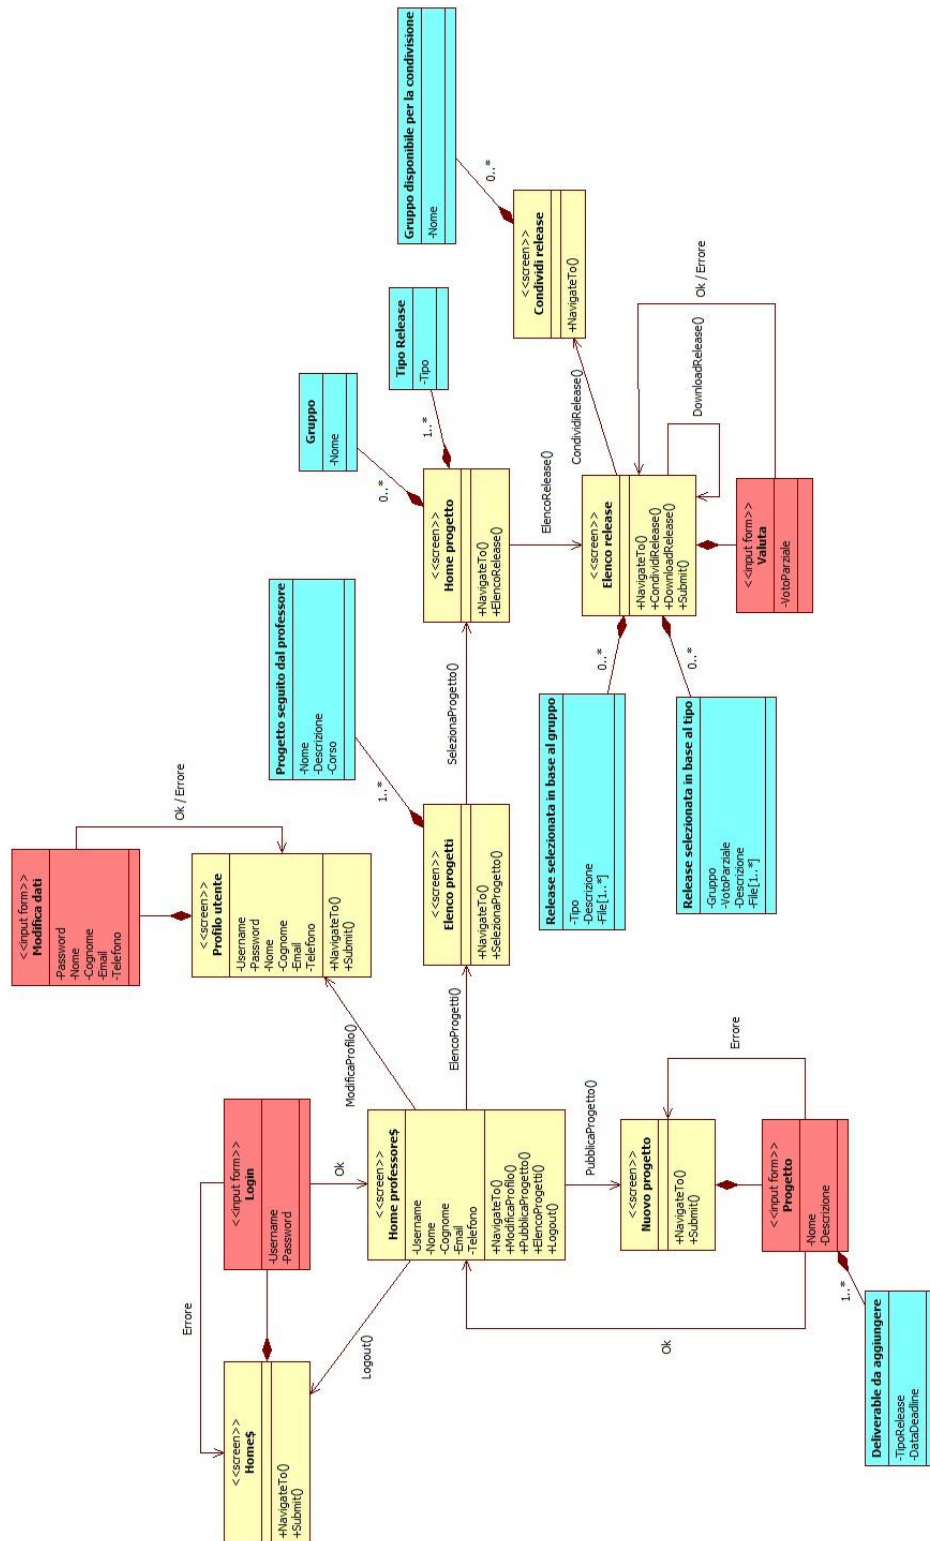 <<screen>>
Home$
+NavigateTo()
+Submit()
Errore
<<input form>>
Login
-Username
-Password
Ok
Logout()
<<screen>>
Home professore$
-Username
-Nome
-Cognome
-Email
-Telefono
+NavigateTo()
+ModificaProfilo()
+PubblicaProgetto()
+ElencoProgetti()
+Logout()
ModificaProfilo()
<<input form>>
Modifica dati
-Password
-Nome
-Cognome
-Email
-Telefono
Ok / Errore
<<screen>>
Profilo utente
-Username
-Password
-Nome
-Cognome
-Email
-Telefono
+NavigateTo()
+Submit()
ElencoProgetti()
PubblicaProgetto()
<<screen>>
Nuovo progetto
+NavigateTo()
+Submit()
Errore
Ok
<<input form>>
Progetto
-Nome
-Descrizione
1..*
Deliverable da aggiungere
-TipoRelease
-DataDeadline
<<screen>>
Elenco progetti
+NavigateTo()
+SelezionaProgetto()
1..*
Progetto seguito dal professore
-Nome
-Descrizione
-Corso
SelezionaProgetto()
<<screen>>
Home progetto
+NavigateTo()
+ElencoRelease()
0..*
Gruppo
-Nome
1..*
Tipo Release
-Tipo
ElencoRelease()
<<screen>>
Elenco release
+NavigateTo()
+CondividiRelease()
+DownloadRelease()
+Submit()
0..*
Release selezionata in base al gruppo
-Tipo
-Descrizione
-File[1..*]
0..*
Release selezionata in base al tipo
-Gruppo
-VotoParziale
-Descrizione
-File[1..*]
CondividiRelease()
<<screen>>
Condividi release
+NavigateTo()
0..*
Gruppo disponibile per la condivisione
-Nome
DownloadRelease()
Ok / Errore
<<input form>>
Valuta
-VotoParziale